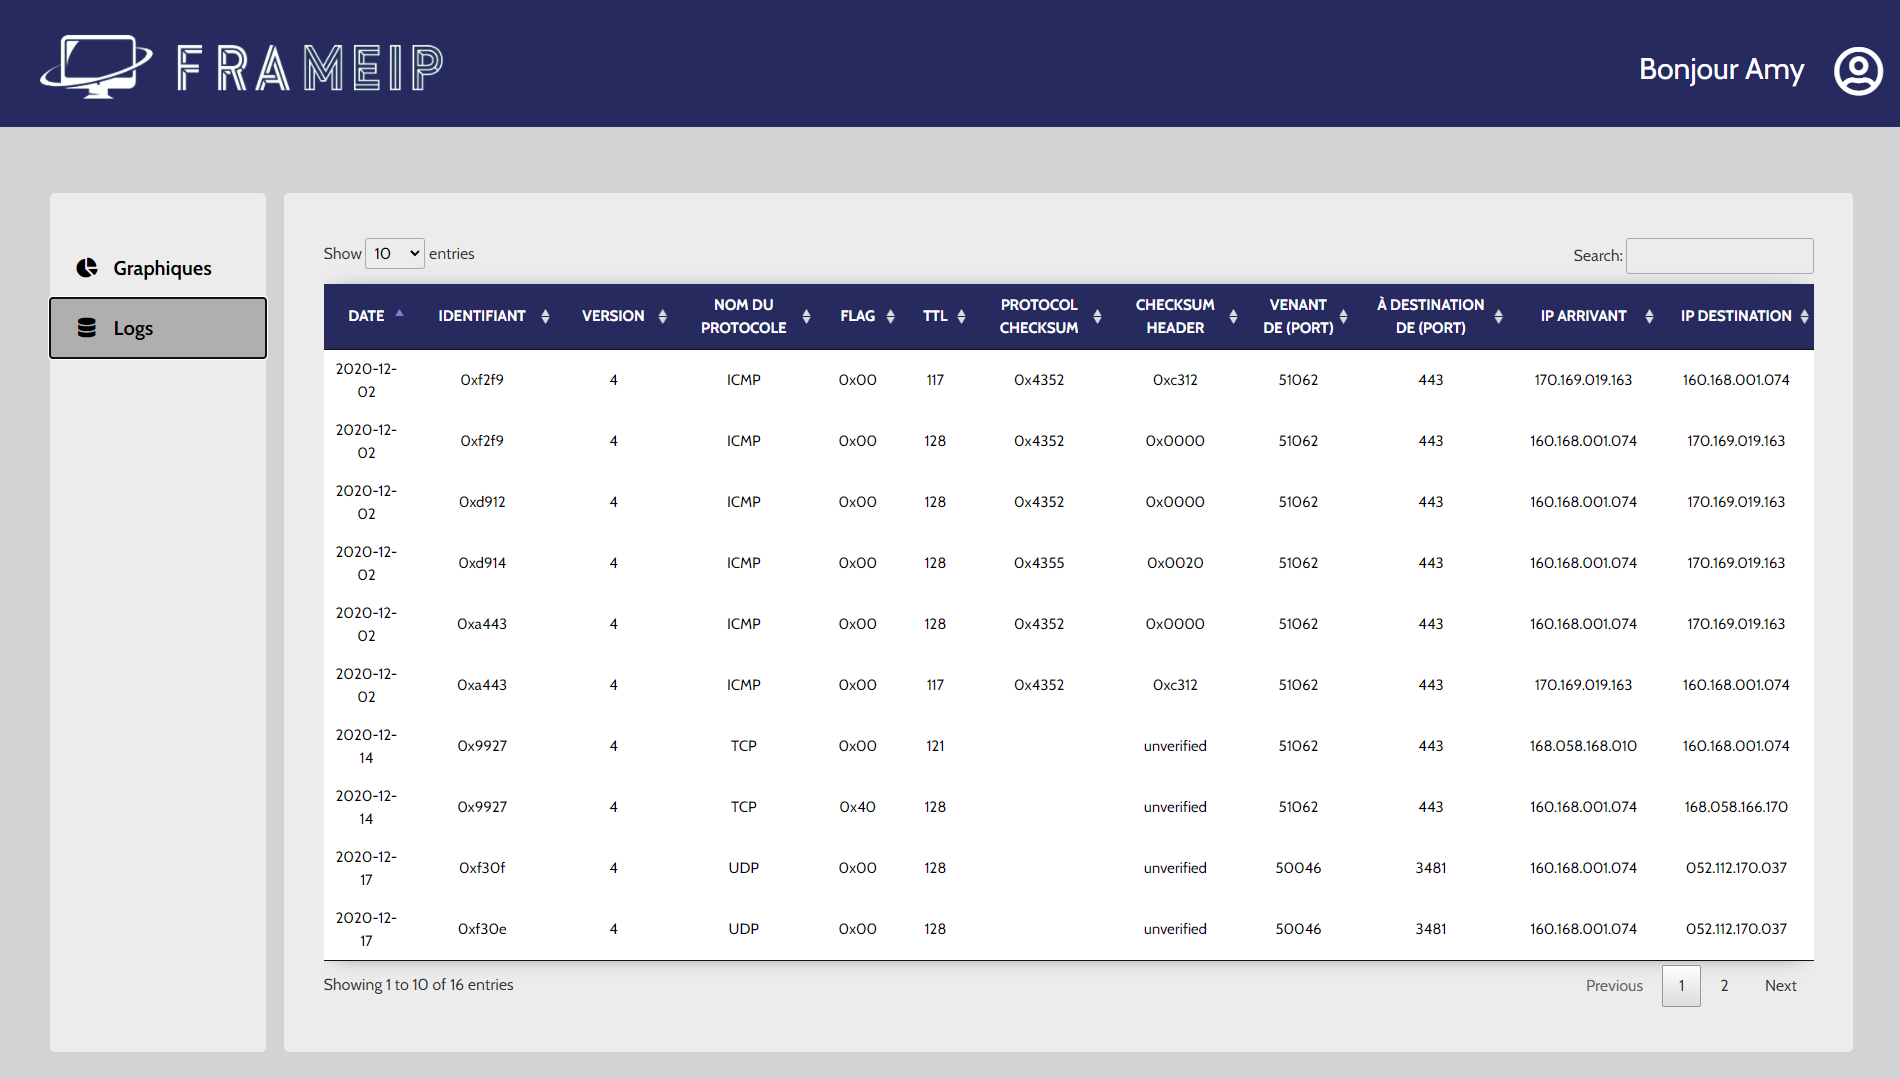 FRAMEIP
Bonjour Amy
Graphiques
Logs
Show 10 entries
Search:
DATE IDENTIFIANT VERSION NOM DU PROTOCOLE FLAG TTL PROTOCOL CHECKSUM CHECKSUM HEADER VENANT DE (PORT) À DESTINATION DE (PORT) IP ARRIVANT IP DESTINATION
2020-12-02 0xf2f9 4 ICMP 0x00 117 0x4352 0xc312 51062 443 170.169.019.163 160.168.001.074
2020-12-02 0xf2f9 4 ICMP 0x00 128 0x4352 0x0000 51062 443 160.168.001.074 170.169.019.163
2020-12-02 0xd912 4 ICMP 0x00 128 0x4352 0x0000 51062 443 160.168.001.074 170.169.019.163
2020-12-02 0xd914 4 ICMP 0x00 128 0x4355 0x0020 51062 443 160.168.001.074 170.169.019.163
2020-12-02 0xa443 4 ICMP 0x00 128 0x4352 0x0000 51062 443 160.168.001.074 170.169.019.163
2020-12-02 0xa443 4 ICMP 0x00 117 0x4352 0xc312 51062 443 170.169.019.163 160.168.001.074
2020-12-14 0x9927 4 TCP 0x00 121 unverified 51062 443 168.058.168.010 160.168.001.074
2020-12-14 0x9927 4 TCP 0x40 128 unverified 51062 443 160.168.001.074 168.058.166.170
2020-12-17 0xf30f 4 UDP 0x00 128 unverified 50046 3481 160.168.001.074 052.112.170.037
2020-12-17 0xf30e 4 UDP 0x00 128 unverified 50046 3481 160.168.001.074 052.112.170.037
Showing 1 to 10 of 16 entries
Previous 1 2 Next